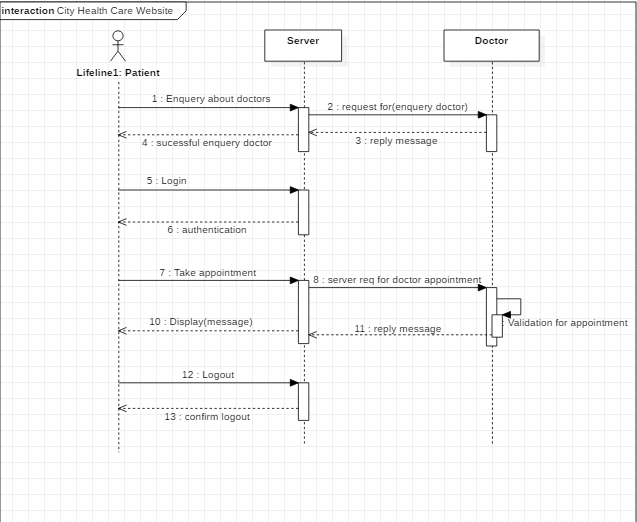 interaction City Health Care Website
Server
Doctor
Lifeline1: Patient
1 : Enquery about doctors
2 : request for(enquery doctor)
3 : reply message
4 : sucessful enquery doctor
5 : Login
6 : authentication
7 : Take appointment
8 : server req for doctor appointment
: Validation for appointment
10 : Display(message)
11 : reply message
12 : Logout
13 : confirm logout